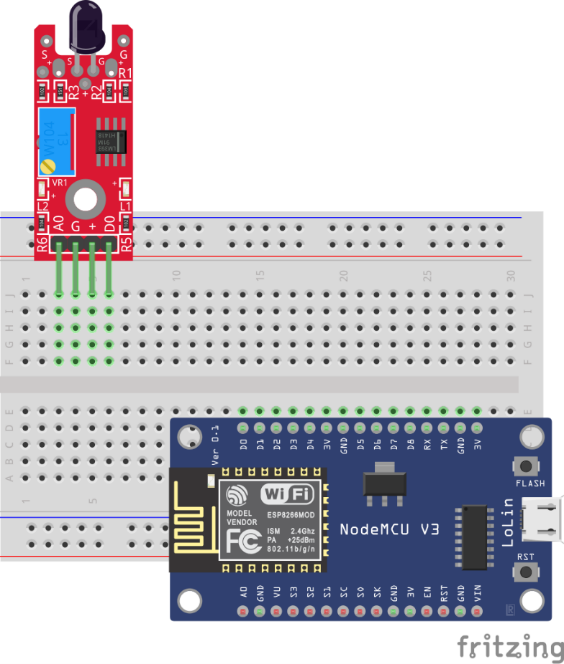 S G
+ S G +
R3 + R2 R1
W104
VR1 + +
L2 L1
R6 A0 G + D0 R5
1 10 15 20 25 30
J J
I I
H H
G G
F F
E E
D
C
B
A
1 5
Ver 0.1 D0 D1 D2 D3 D4 3V GND D5 D6 D7 D8 RX TX GND 3V
FLASH
WiFi
MODEL ESP8266MOD
VENDOR
ISM 2.4Ghz
PA +25dBm
802.11b/g/n
FC
NodeMCU V3
LoLin
RST
A0 GND VU S3 S2 S1 SC S0 SK GND 3V EN RST GND VIN
fritzing